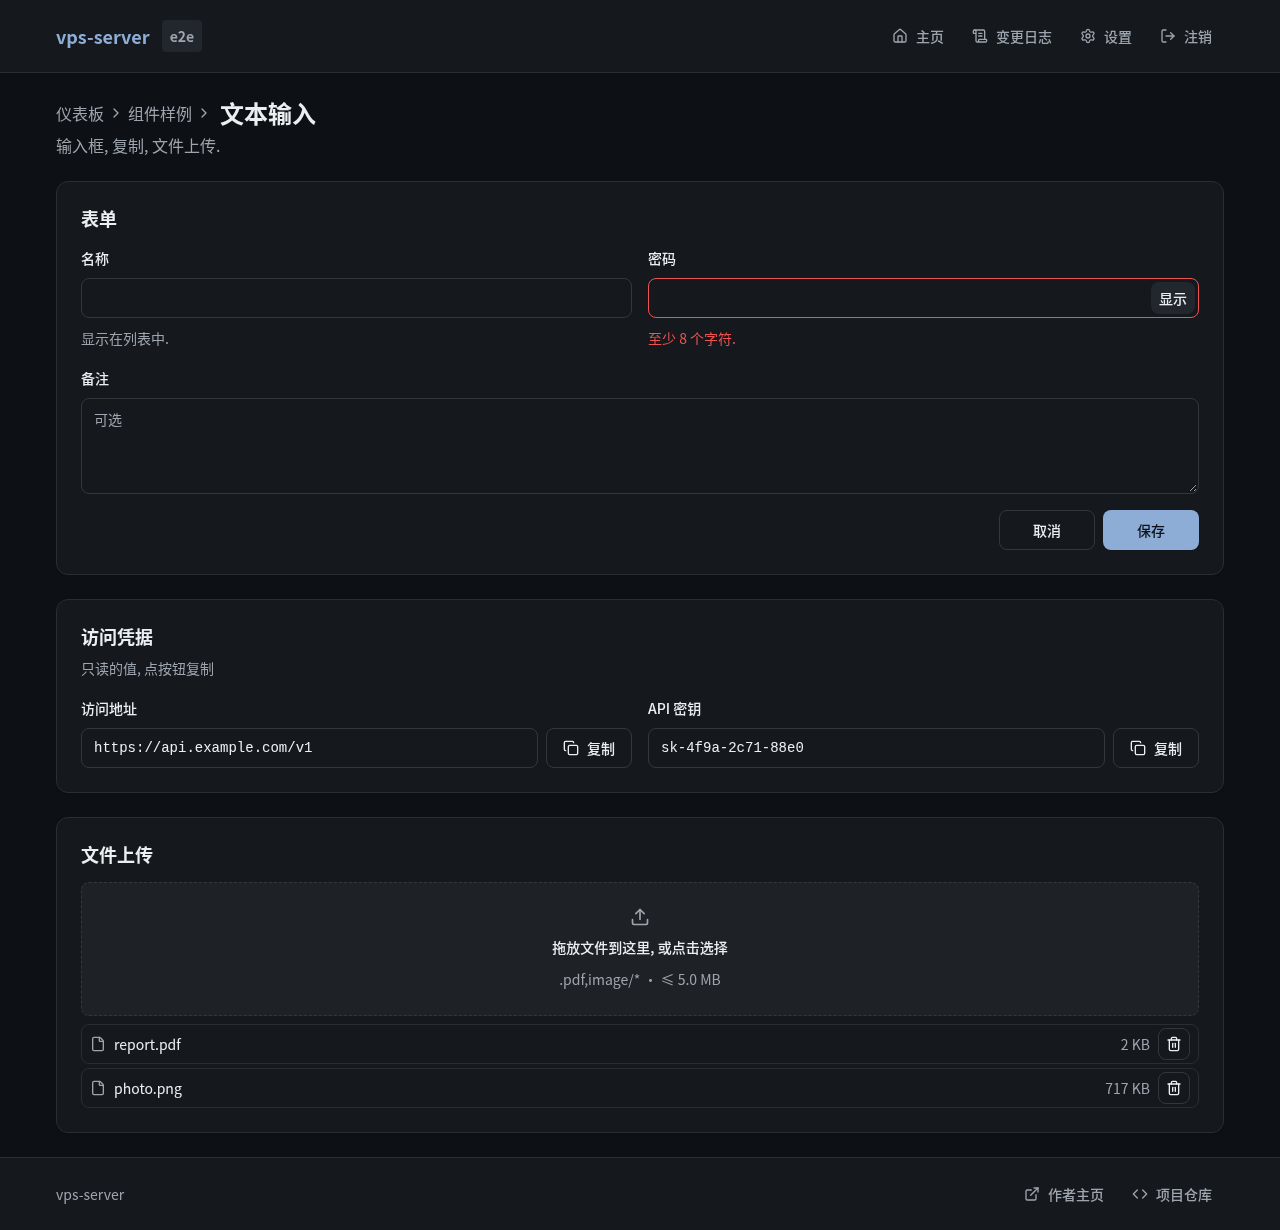 vps-server e2e 主页 变更日志 设置 注销
仪表板 组件样例 文本输入
输入框, 复制, 文件上传.
表单
名称 密码
显示
显示在列表中. 至少 8 个字符.
备注
可选
取消 保存
访问凭据
只读的值, 点按钮复制
访问地址 API 密钥
https://api.example.com/v1 复制 sk-4f9a-2c71-88e0 复制
文件上传
拖放文件到这里, 或点击选择
.pdf,image/* · ≤ 5.0 MB
report.pdf 2 KB
photo.png 717 KB
vps-server 作者主页 项目仓库